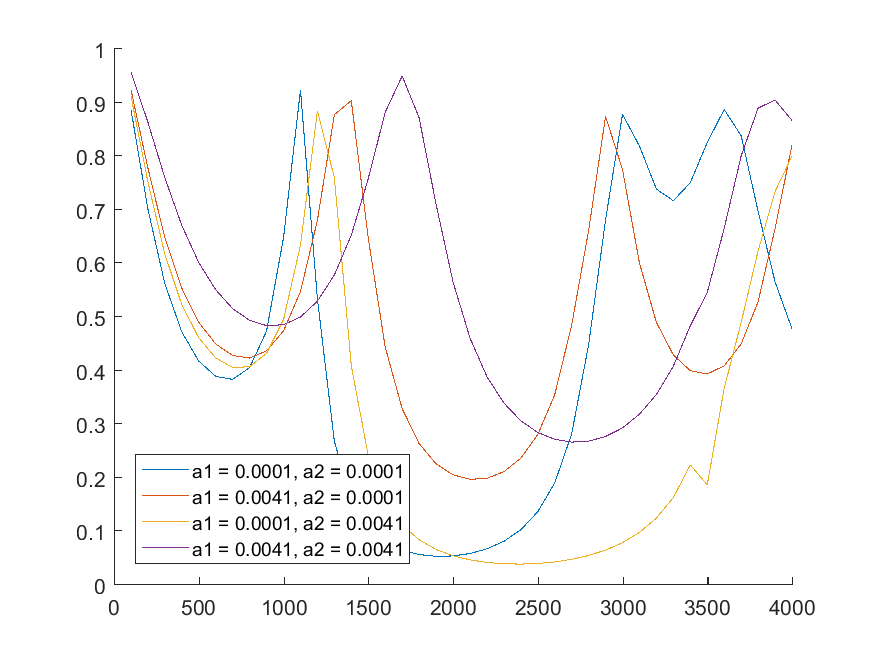 1
0.9
0.8
0.7
0.6
0.5
0.4
0.3
0.2
0.1
0
a1 = 0.0001, a2 = 0.0001
a1 = 0.0041, a2 = 0.0001
a1 = 0.0001, a2 = 0.0041
a1 = 0.0041, a2 = 0.0041
0 500 1000 1500 2000 2500 3000 3500 4000